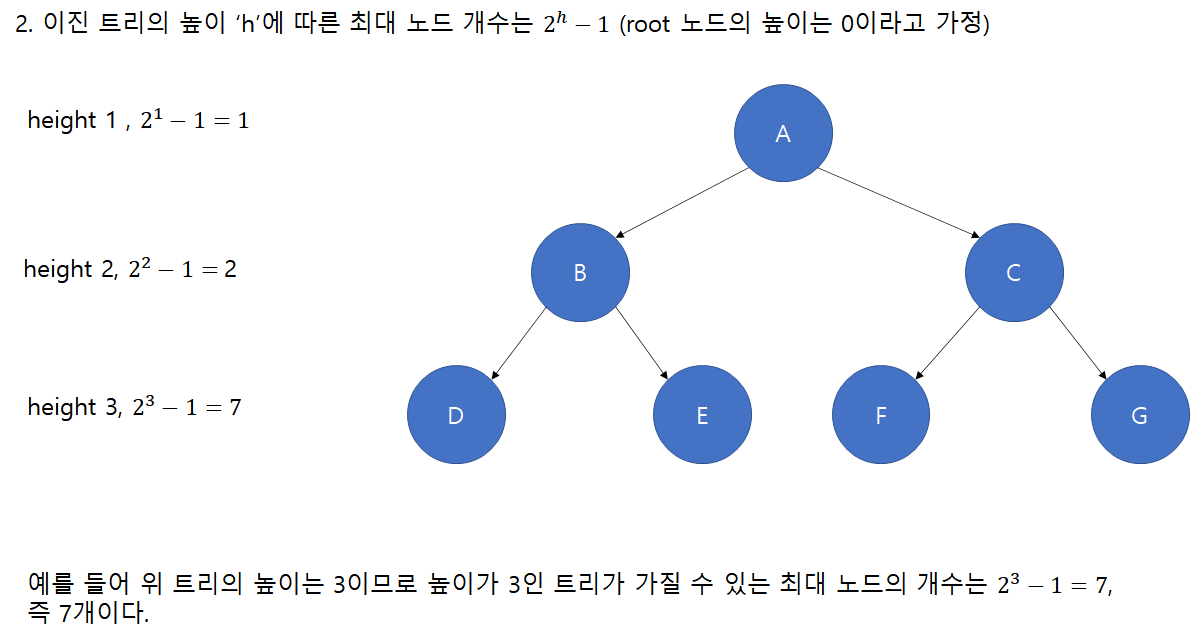 2. 이진 트리의 높이 ‘h’에 따른 최대 노드 개수는 2^h − 1 (root 노드의 높이는 0이라고 가정)
height 1 , 2^1 − 1 = 1
A
height 2, 2^2 − 1 = 2
B
C
height 3, 2^3 − 1 = 7
D
E
F
G
예를 들어 위 트리의 높이는 3이므로 높이가 3인 트리가 가질 수 있는 최대 노드의 개수는 2^3 − 1 = 7,
즉 7개이다.